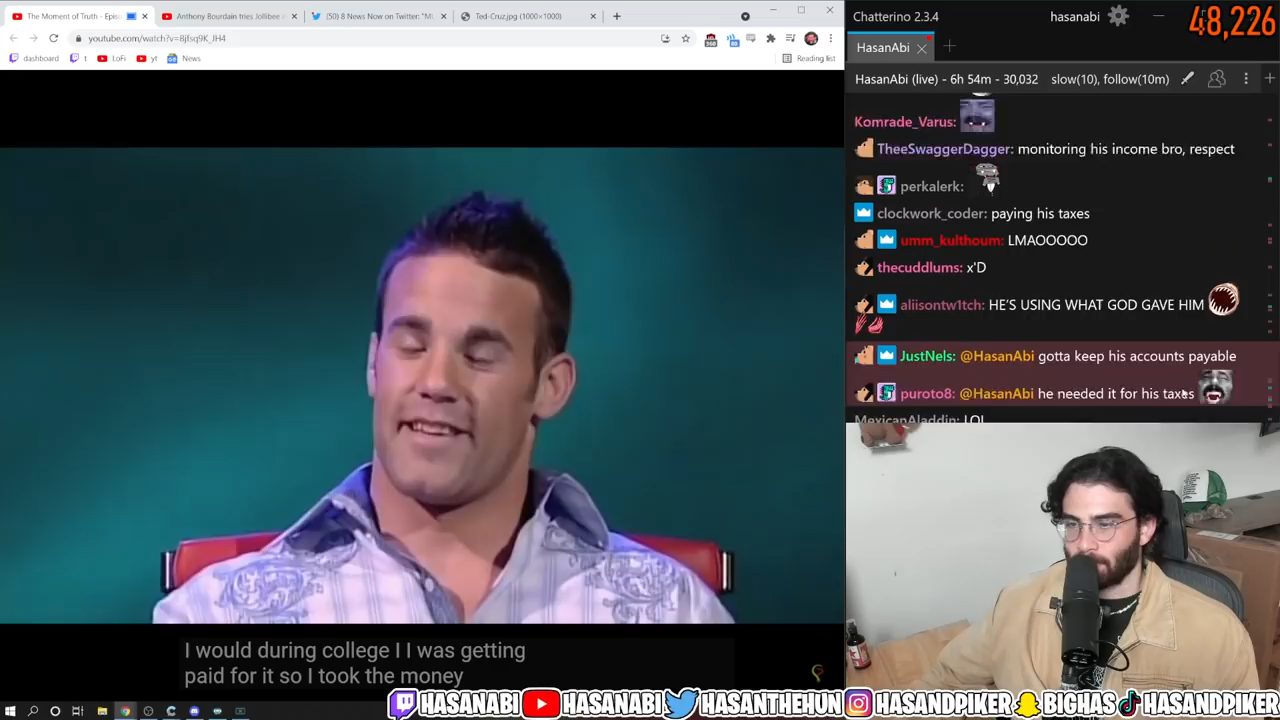 The Moment of Truth - Episo
Anthony Bourdain tries Jollibee f
(50) 8 News Now on Twitter: "MU
Ted-Cruz.jpg (1000×1000)
youtube.com/watch?v=8jfsq9K_JH4
dashboard
t
LoFi
yt
News
Reading list
I would during college I I was getting
paid for it so I took the money
Chatterino 2.3.4
hasanabi
48,226
HasanAbi
HasanAbi (live) - 6h 54m - 30,032
slow(10), follow(10m)
Komrade_Varus:
TheeSwaggerDagger: monitoring his income bro, respect
perkalerk:
clockwork_coder: paying his taxes
umm_kulthoum: LMAOOOOO
thecuddlums: x'D
aliisontw1tch: HE'S USING WHAT GOD GAVE HIM
JustNels: @HasanAbi gotta keep his accounts payable
puroto8: @HasanAbi he needed it for his taxes
MexicanAladdin: LOL
HASANABI
HASANABI
HASANTHEHUN
HASANDPIKER
BIGHAS
HASANDPIKER